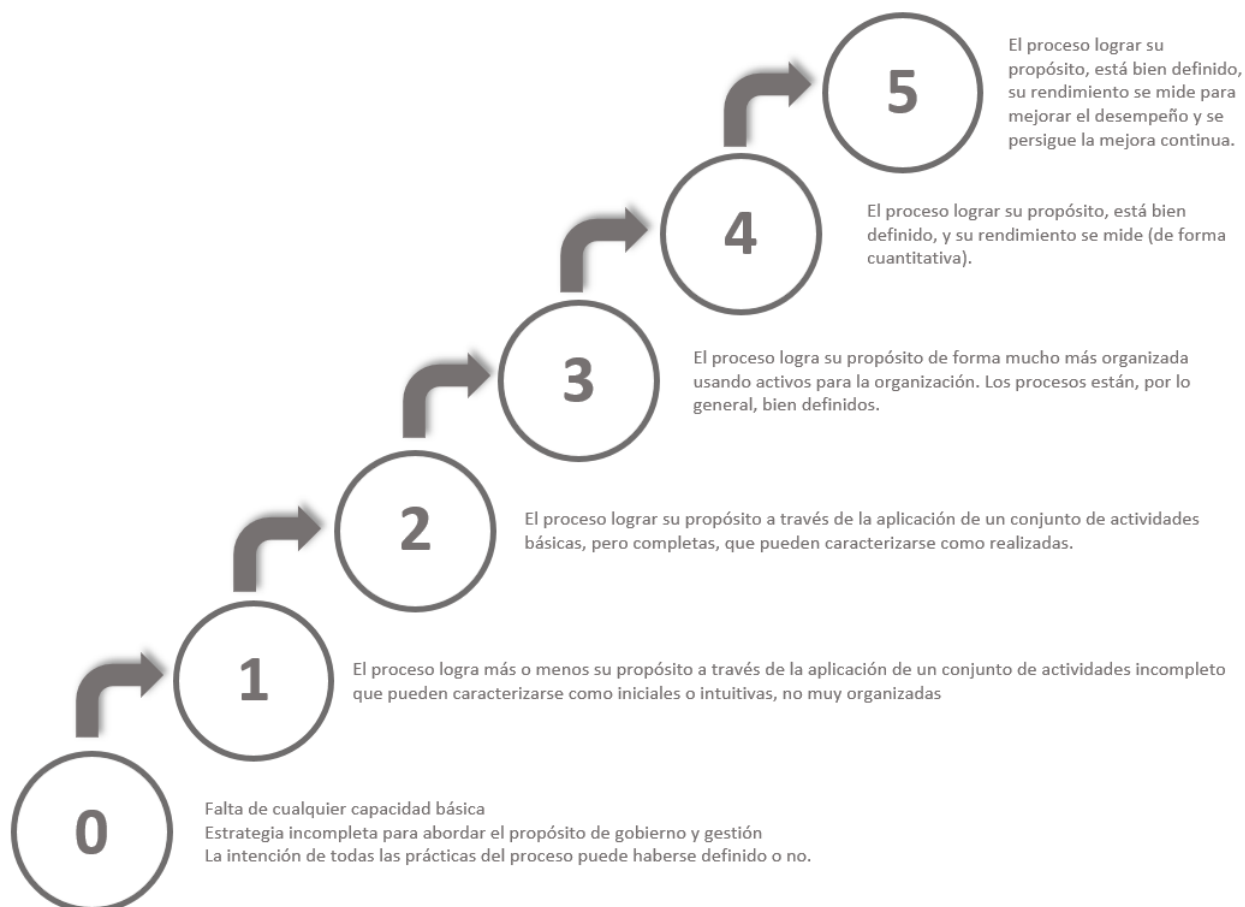 5
El proceso lograr su
propósito, está bien definido,
su rendimiento se mide para
mejorar el desempeño y se
persigue la mejora continua.
4
El proceso lograr su propósito, está bien
definido, y su rendimiento se mide (de forma
cuantitativa).
3
El proceso logra su propósito de forma mucho más organizada
usando activos para la organización. Los procesos están, por lo
general, bien definidos.
2
El proceso lograr su propósito a través de la aplicación de un conjunto de actividades
básicas, pero completas, que pueden caracterizarse como realizadas.
1
El proceso logra más o menos su propósito a través de la aplicación de un conjunto de actividades incompleto
que pueden caracterizarse como iniciales o intuitivas, no muy organizadas
0
Falta de cualquier capacidad básica
Estrategia incompleta para abordar el propósito de gobierno y gestión
La intención de todas las prácticas del proceso puede haberse definido o no.